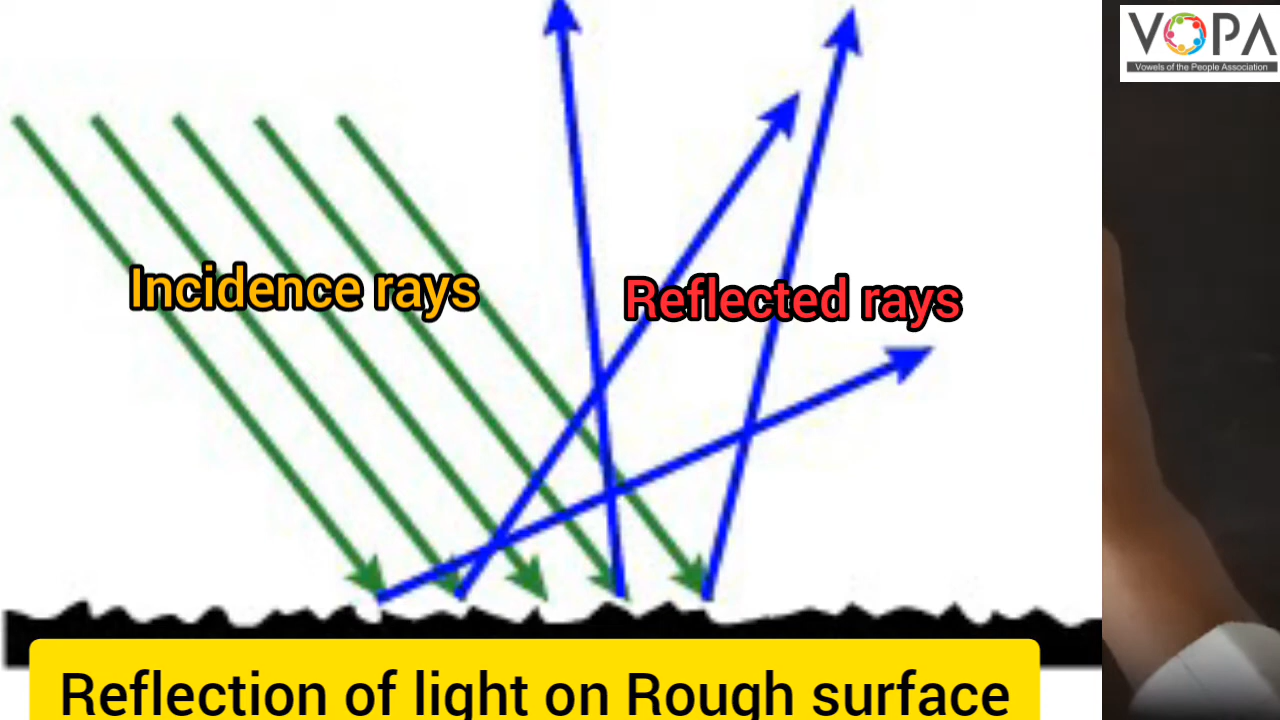 VOPA
Vowels of the People Association
Incidence rays
Reflected rays
Reflection of light on Rough surface